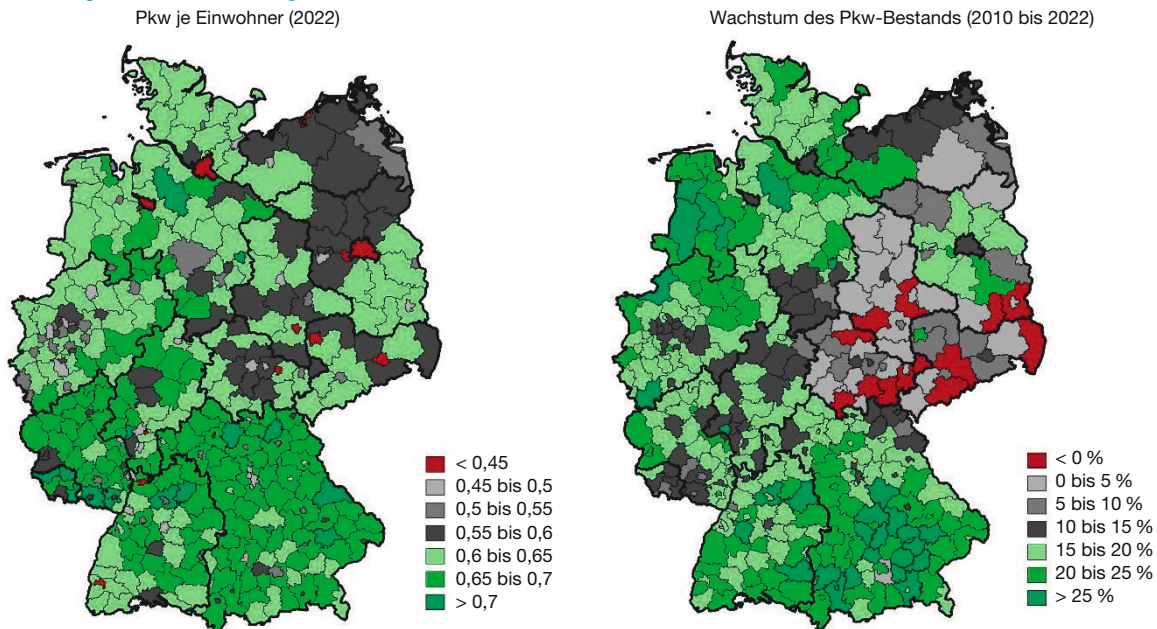 Pkw je Einwohner (2022)
Wachstum des Pkw-Bestands (2010 bis 2022)
< 0,45
0,45 bis 0,5
0,5 bis 0,55
0,55 bis 0,6
0,6 bis 0,65
0,65 bis 0,7
> 0,7
< 0 %
0 bis 5 %
5 bis 10 %
10 bis 15 %
15 bis 20 %
20 bis 25 %
> 25 %